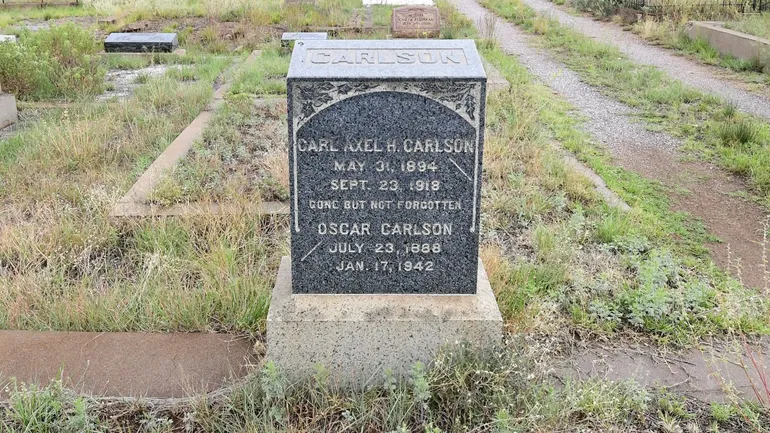 CARLSON
CARL AXEL H. CARLSON
MAY 31, 1894
SEPT. 23, 1918
GONE BUT NOT FORGOTTEN
OSCAR CARLSON
JULY 23, 1888
JAN. 17, 1942